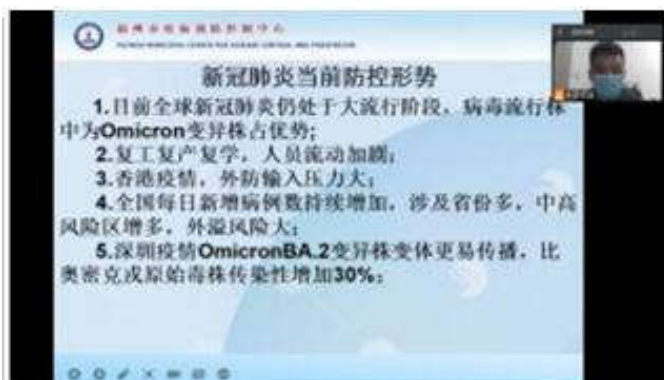 新冠肺炎当前防控形势
1.目前全球新冠肺炎仍处于大流行阶段，病毒流行株
中为Omicron变异株占优势;
2.复工复产复学，人员流动加剧;
3.香港疫情，外防输入压力大;
4.全国每日新增病例数持续增加，涉及省份多，中高
风险区增多，外溢风险大;
5.深圳疫情OmicronBA.2变异株变体更易传播，比
奥密克戎原始毒株传染性增加30%;